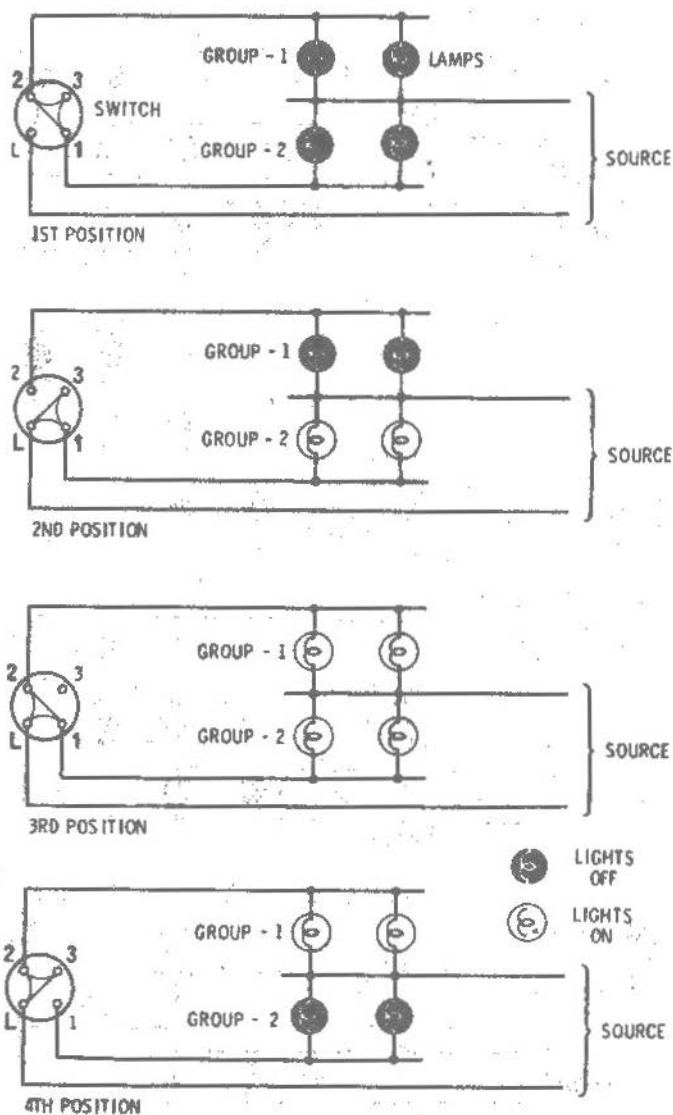 GROUP - 1
LAMPS
2 3
SWITCH
GROUP - 2
L 1
SOURCE
1ST POSITION
GROUP - 1
2 3
GROUP - 2
L 1
SOURCE
2ND POSITION
GROUP - 1
2 3
GROUP - 2
L 1
SOURCE
3RD POSITION
LIGHTS
OFF
LIGHTS
ON
GROUP - 1
2 3
L 1
GROUP - 2
SOURCE
4TH POSITION